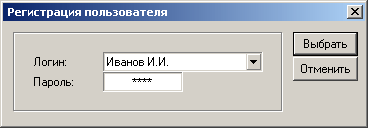 Регистрация пользователя
Логин: Иванов И.И.
Пароль: ****
Выбрать
Отменить